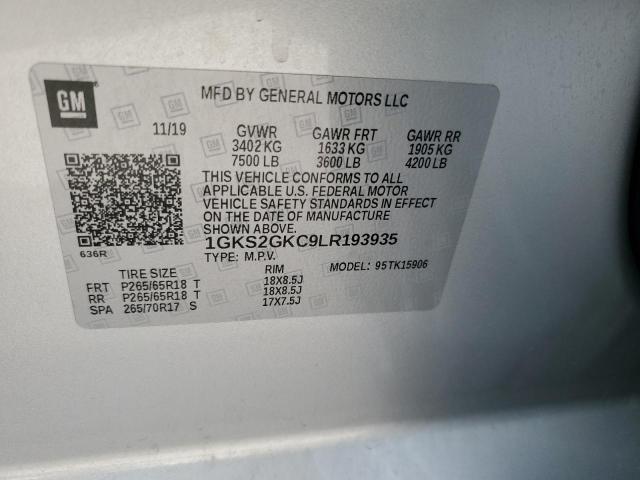 GM
MFD BY GENERAL MOTORS LLC
11/19 GVWR GAWR FRT GAWR RR
3402 KG 1633 KG 1905 KG
7500 LB 3600 LB 4200 LB
THIS VEHICLE CONFORMS TO ALL
APPLICABLE U.S. FEDERAL MOTOR
VEHICLE SAFETY STANDARDS IN EFFECT
ON THE DATE OF MANUFACTURE
SHOWN ABOVE.
636R
1GKS2GKC9LR193935
TYPE: M.P.V. MODEL: 95TK15906
TIRE SIZE RIM
FRT P265/65R18 T 18X8.5J
RR P265/65R18 T 18X8.5J
SPA 265/70R17 S 17X7.5J